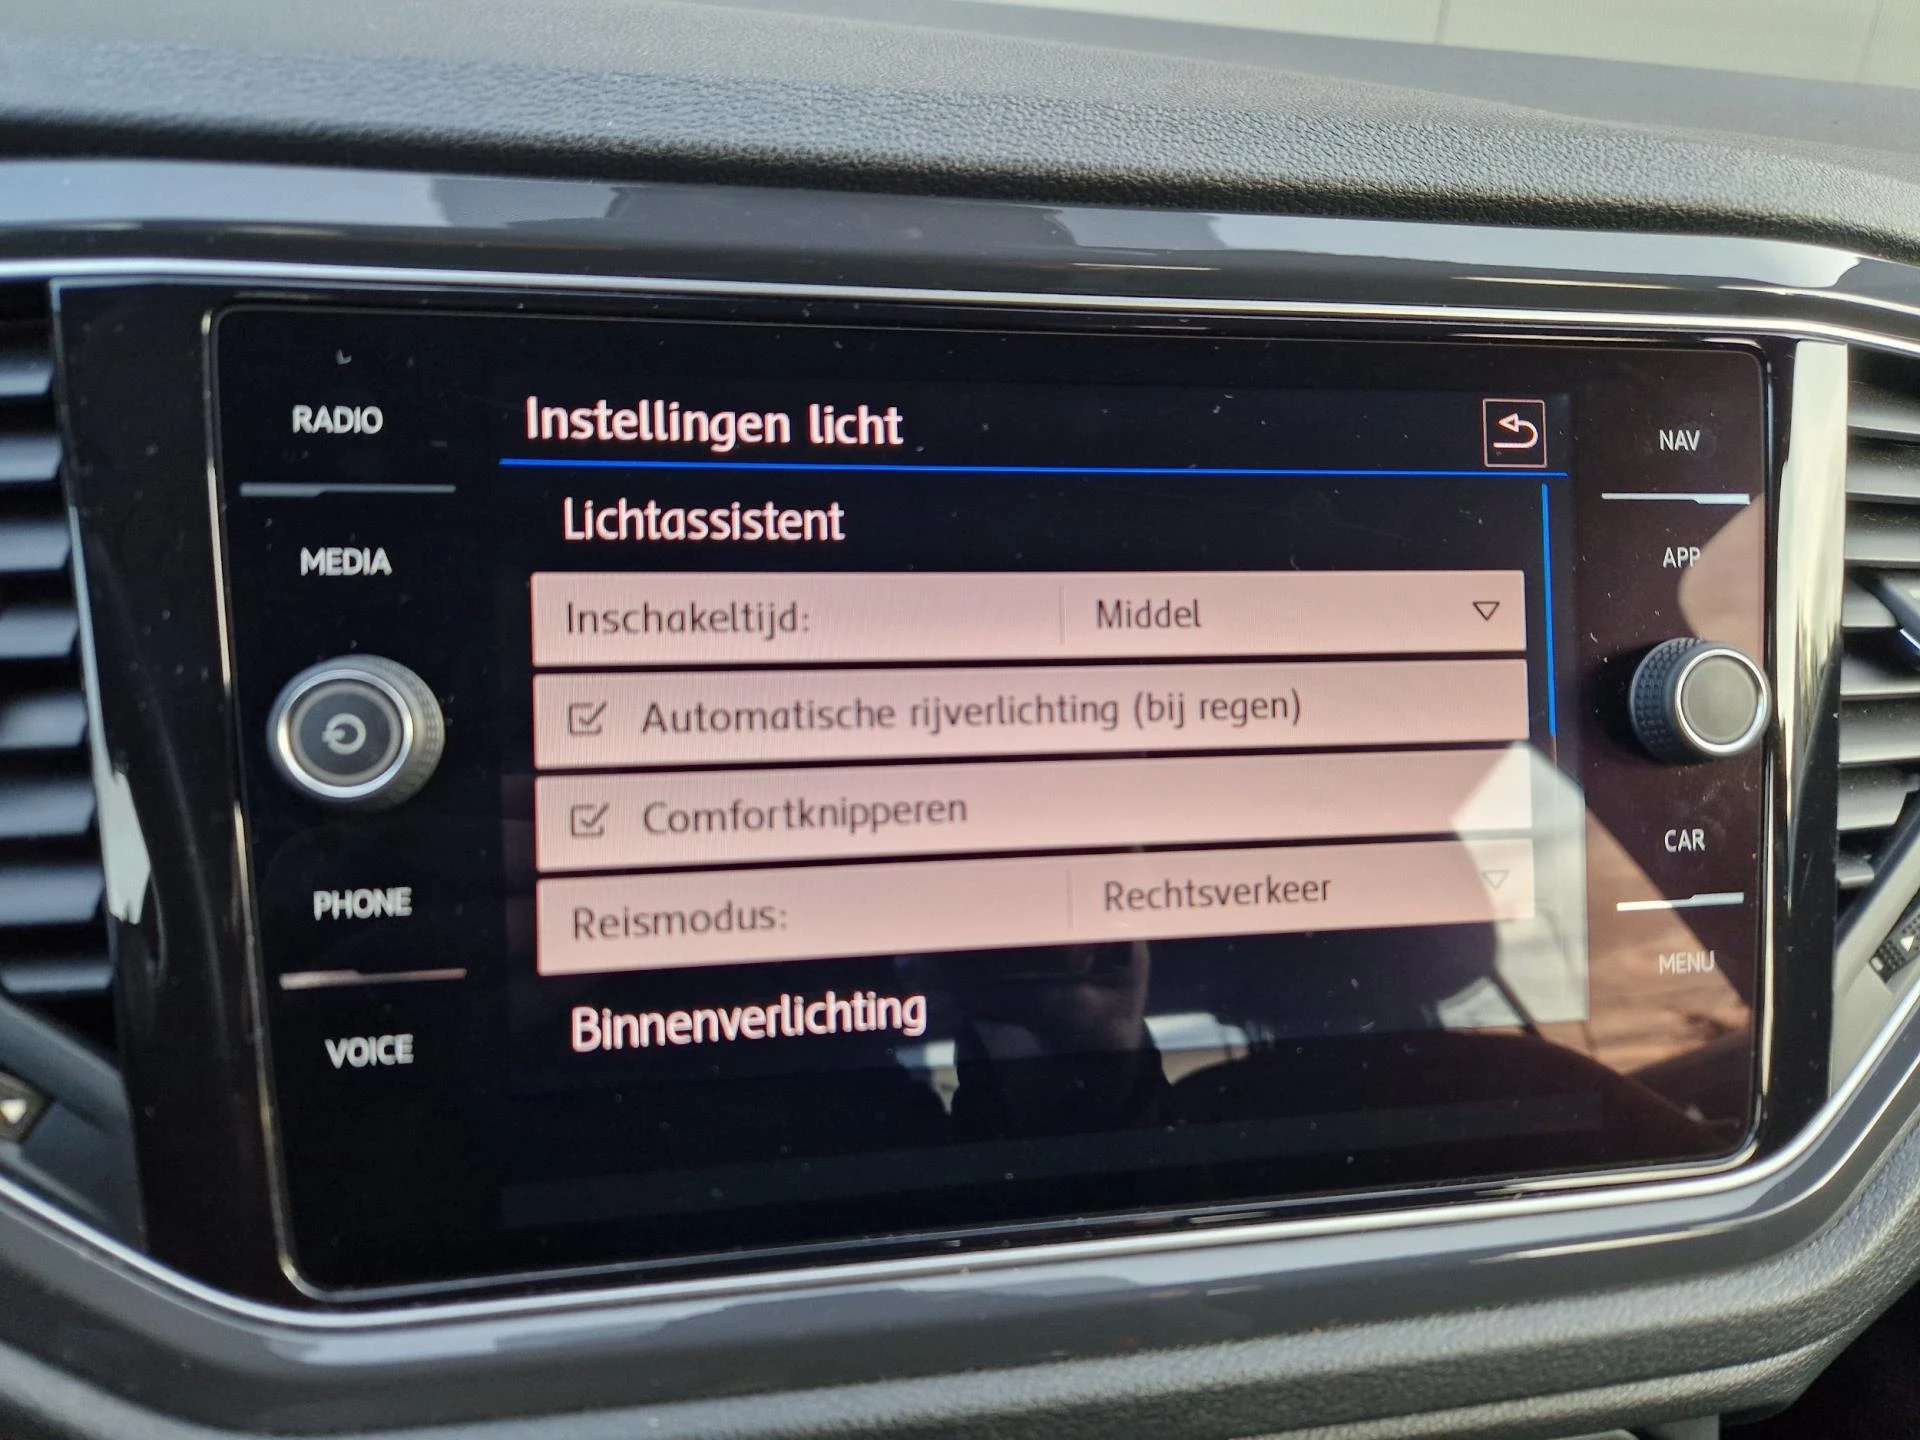 RADIO
MEDIA
PHONE
VOICE
Instellingen licht
Lichtassistent
Inschakeltijd: Middel
Automatische rijverlichting (bij regen)
Comfortknipperen
Reismodus: Rechtsverkeer
Binnenverlichting
NAV
APP
CAR
MENU